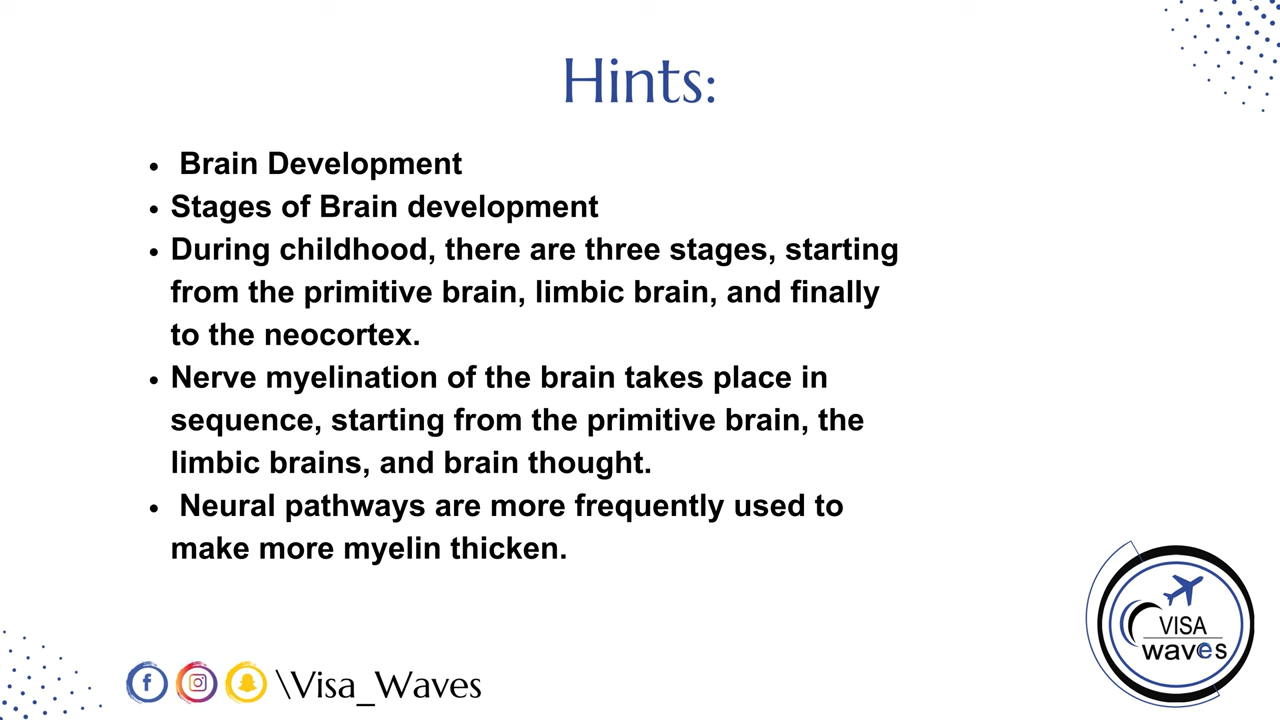 Hints:
• Brain Development
• Stages of Brain development
• During childhood, there are three stages, starting
from the primitive brain, limbic brain, and finally
to the neocortex.
• Nerve myelination of the brain takes place in
sequence, starting from the primitive brain, the
limbic brains, and brain thought.
• Neural pathways are more frequently used to
make more myelin thicken.
VISA
waves
\Visa_Waves